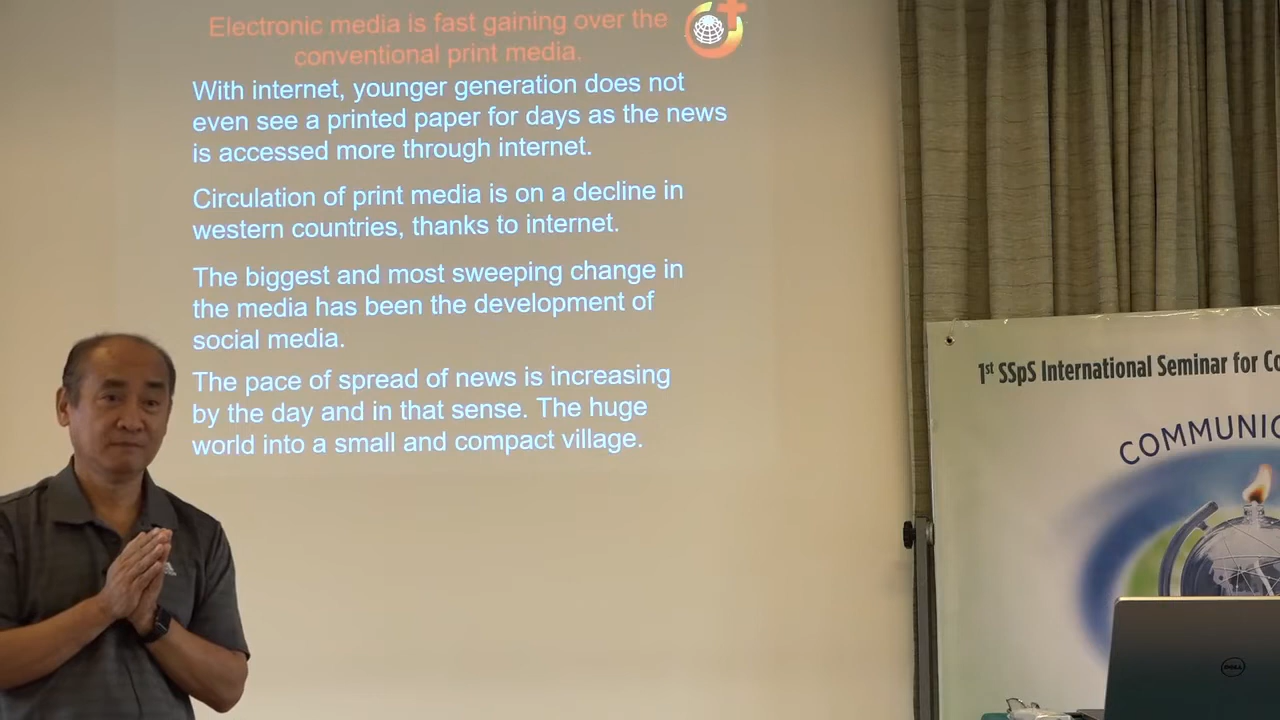 Electronic media is fast gaining over the
conventional print media.
With internet, younger generation does not
even see a printed paper for days as the news
is accessed more through internet.
Circulation of print media is on a decline in
western countries, thanks to internet.
The biggest and most sweeping change in
the media has been the development of
social media.
The pace of spread of news is increasing
by the day and in that sense. The huge
world into a small and compact village.
1st SSpS International Seminar for Co
COMMUNIC
DELL